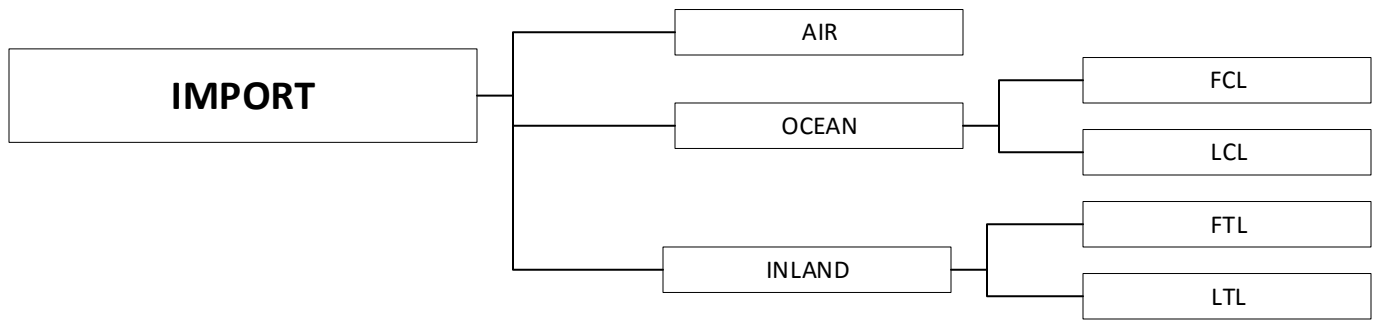 IMPORT
AIR
OCEAN
FCL
LCL
INLAND
FTL
LTL